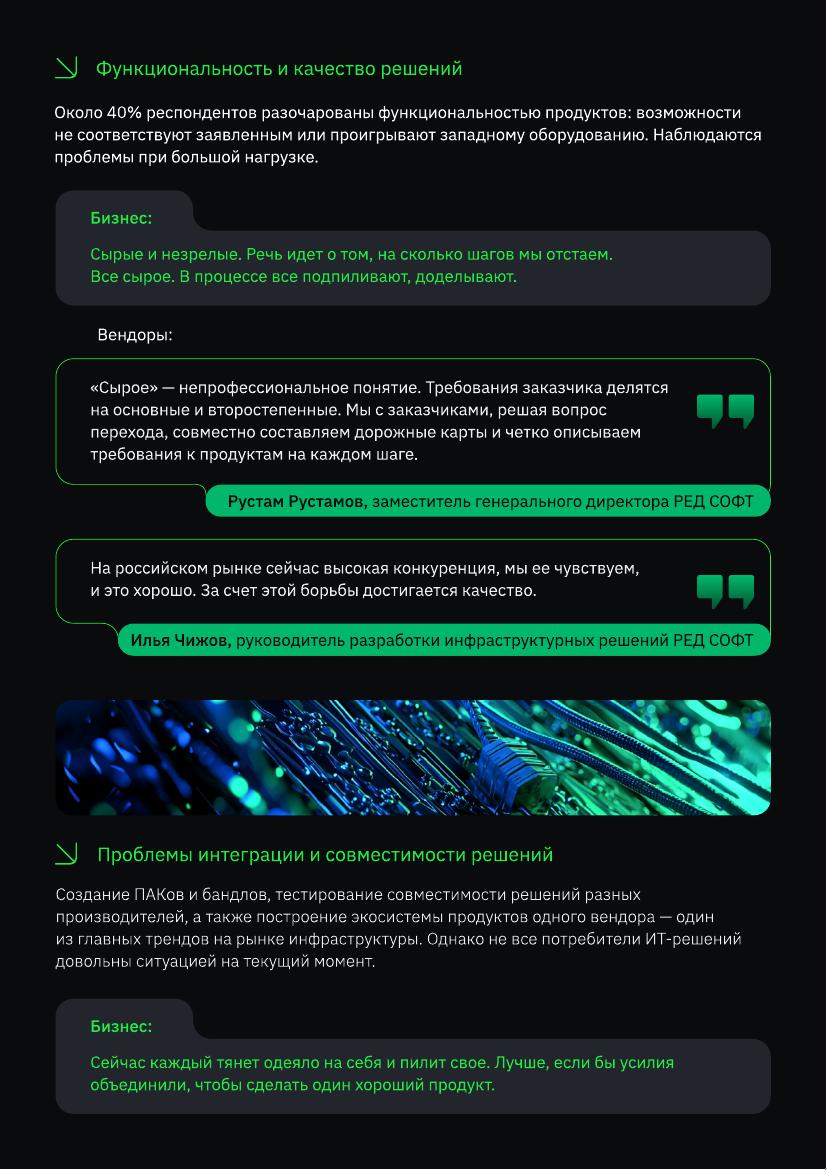 Функциональность и качество решений
Около 40% респондентов разочарованы функциональностью продуктов: возможности
не соответствуют заявленным или проигрывают западному оборудованию. Наблюдаются
проблемы при большой нагрузке.
Бизнес:
Сырые и незрелые. Речь идет о том, на сколько шагов мы отстаем.
Все сырое. В процессе все подпиливают, доделывают.
Вендоры:
«Сырое» — непрофессиональное понятие. Требования заказчика делятся
на основные и второстепенные. Мы с заказчиками, решая вопрос
перехода, совместно составляем дорожные карты и четко описываем
требования к продуктам на каждом шаге.
Рустам Рустамов, заместитель генерального директора РЕД СОФТ
На российском рынке сейчас высокая конкуренция, мы ее чувствуем,
и это хорошо. За счет этой борьбы достигается качество.
Илья Чижов, руководитель разработки инфраструктурных решений РЕД СОФТ
Проблемы интеграции и совместимости решений
Создание ПАКов и бандлов, тестирование совместимости решений разных
производителей, а также построение экосистемы продуктов одного вендора — один
из главных трендов на рынке инфраструктуры. Однако не все потребители ИТ-решений
довольны ситуацией на текущий момент.
Бизнес:
Сейчас каждый тянет одеяло на себя и пилит свое. Лучше, если бы усилия
объединили, чтобы сделать один хороший продукт.